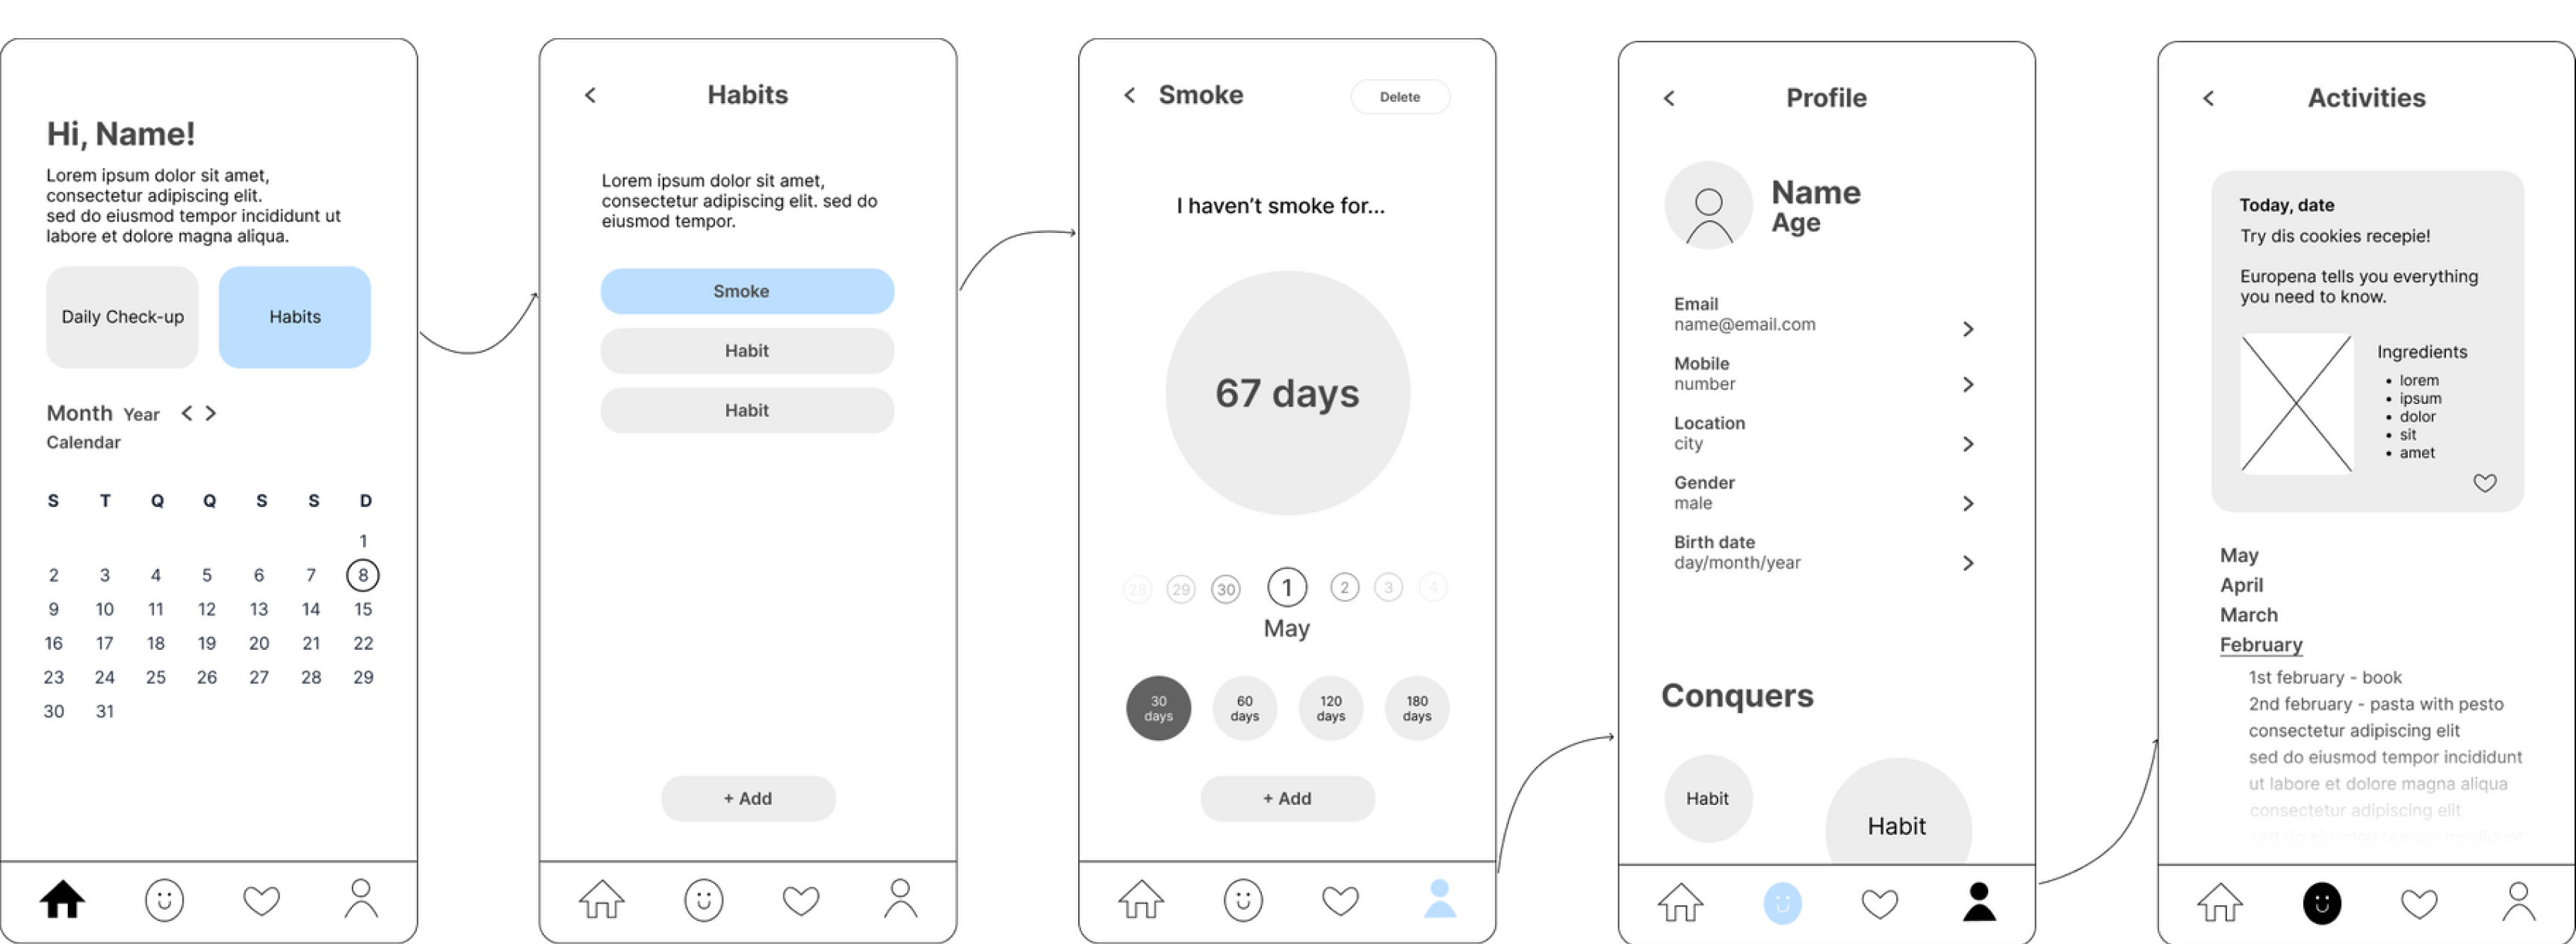 Hi, Name!
Lorem ipsum dolor sit amet,
consectetur adipiscing elit.
sed do eiusmod tempor incididunt ut
labore et dolore magna aliqua.
Daily Check-up
Habits
Month Year < >
Calendar
S T Q Q S S D
1
2 3 4 5 6 7 8
9 10 11 12 13 14 15
16 17 18 19 20 21 22
23 24 25 26 27 28 29
30 31
< Habits
Lorem ipsum dolor sit amet,
consectetur adipiscing elit. sed do
eiusmod tempor.
Smoke
Habit
Habit
+ Add
< Smoke
Delete
I haven’t smoke for...
67 days
28 29 30 1 2 3 4
May
30
days
60
days
120
days
180
days
+ Add
< Profile
Name
Age
Email
name@email.com
Mobile
number
Location
city
Gender
male
Birth date
day/month/year
Conquers
Habit
Habit
< Activities
Today, date
Try dis cookies recepie!
Europena tells you everything
you need to know.
Ingredients
• lorem
• ipsum
• dolor
• sit
• amet
May
April
March
February
1st february - book
2nd february - pasta with pesto
consectetur adipiscing elit
sed do eiusmod tempor incididunt
ut labore et dolore magna aliqua
consectetur adipiscing elit
sed do eiusmod tempor incididunt